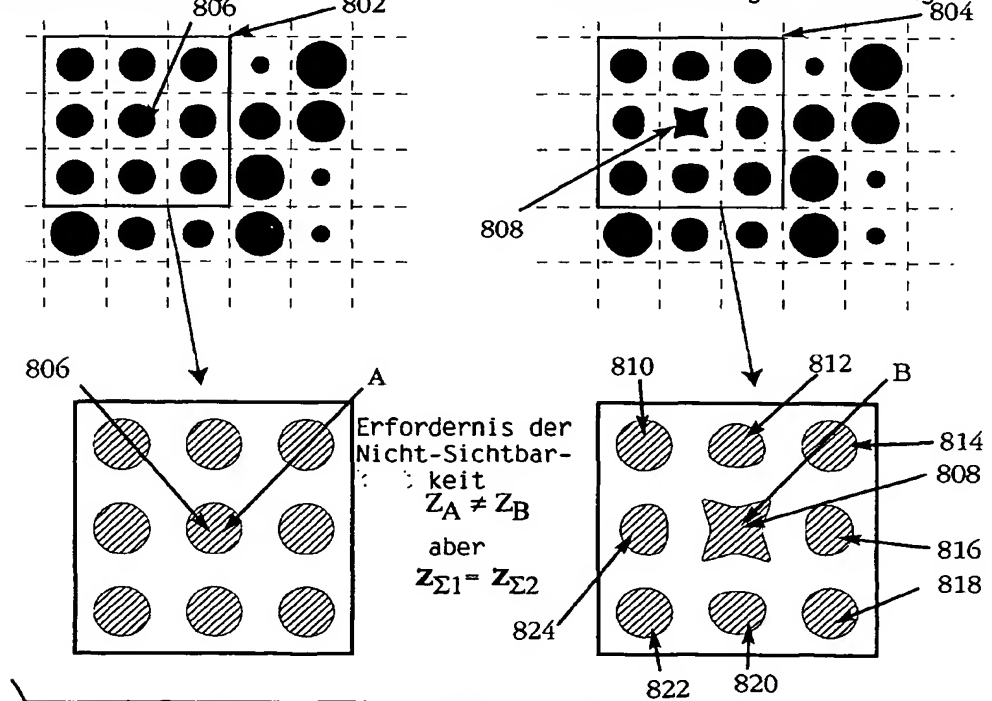 806
802
804
808
806
A
Erfordernis der
Nicht-Sichtbar-
keit
Z_A ≠ Z_B
aber
Z_Σ1 = Z_Σ2
810
812
B
814
808
816
818
824
822
820